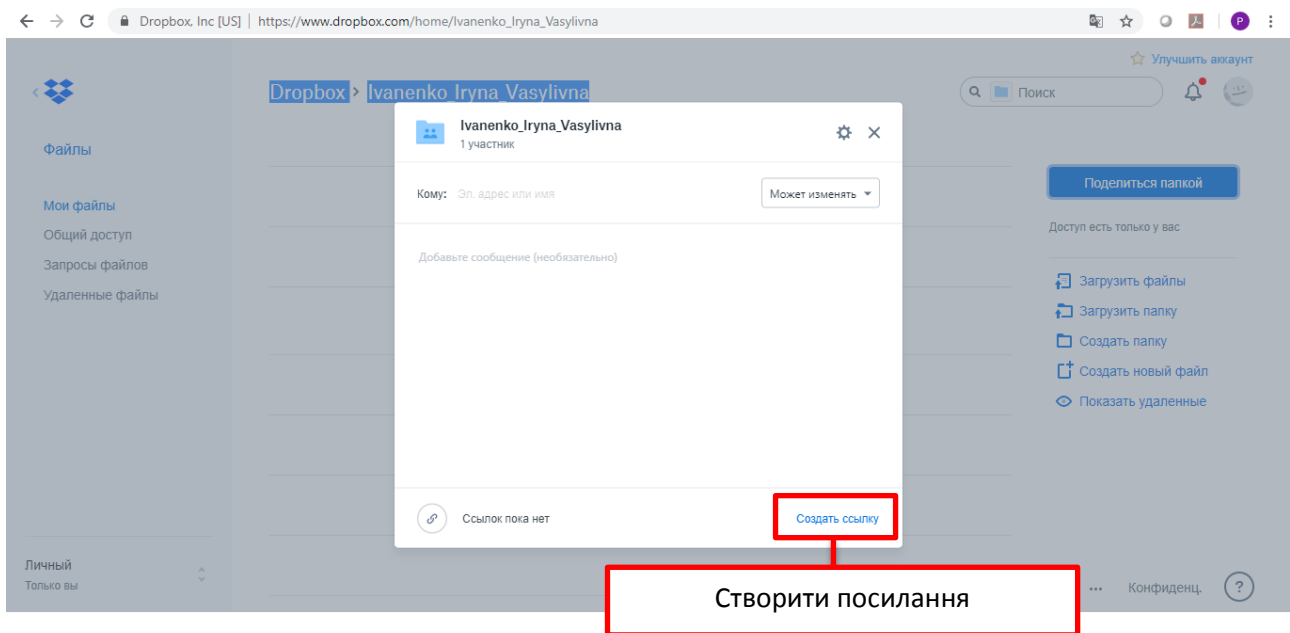 Dropbox, Inc [US] | https://www.dropbox.com/home/Ivanenko_Iryna_Vasylivna
P
Улучшить аккаунт
Dropbox > Ivanenko_Iryna_Vasylivna
Поиск
Файлы
Мои файлы
Общий доступ
Запросы файлов
Удаленные файлы
Личный
Только вы
Ivanenko_Iryna_Vasylivna
1 участник
Кому: Эл. адрес или имя
Может изменять
Добавьте сообщение (необязательно)
Ссылок пока нет
Создать ссылку
Поделиться папкой
Доступ есть только у вас
Загрузить файлы
Загрузить папку
Создать папку
Создать новый файл
Показать удаленные
Створити посилання
... Конфиденц. ?